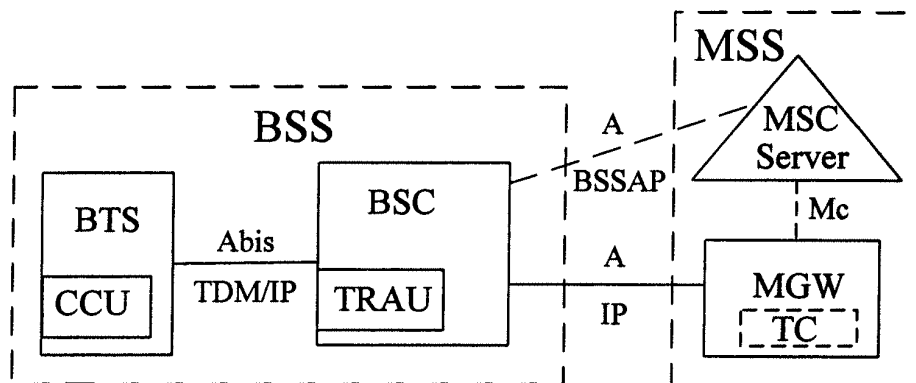 MSS
BSS
A
MSC
Server
BSSAP
BTS
BSC
Mc
Abis
A
TDM/IP
IP
CCU
TRAU
MGW
TC